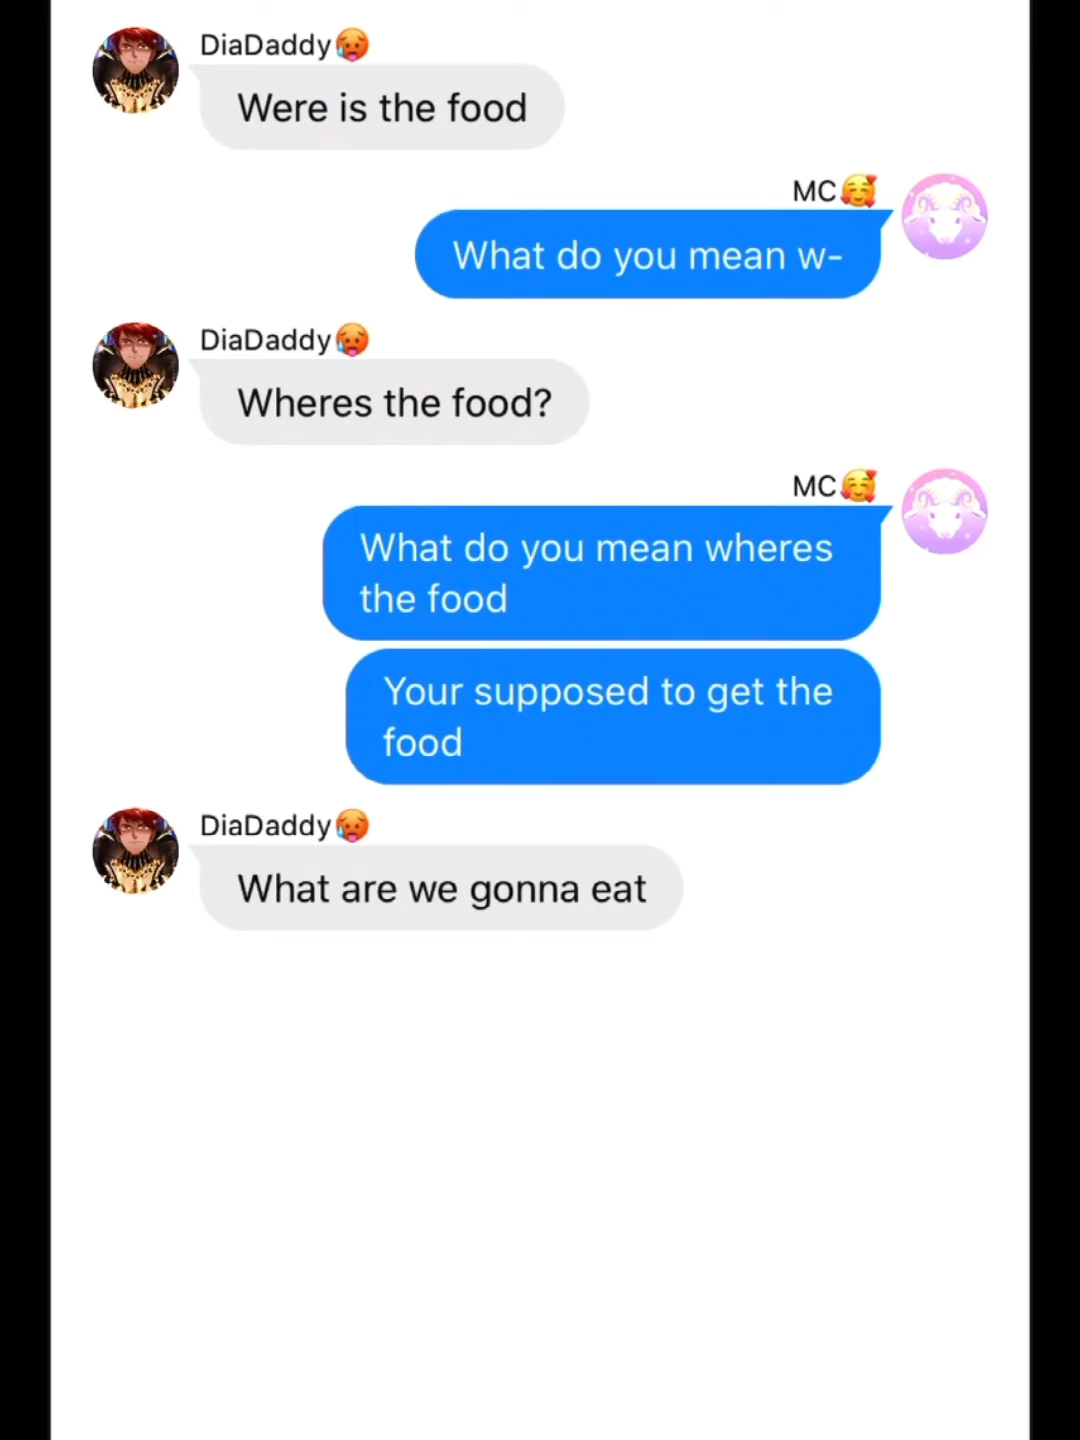 DiaDaddy🥵
Were is the food
MC🥰
What do you mean w-
DiaDaddy🥵
Wheres the food?
MC🥰
What do you mean wheres
the food
Your supposed to get the
food
DiaDaddy🥵
What are we gonna eat